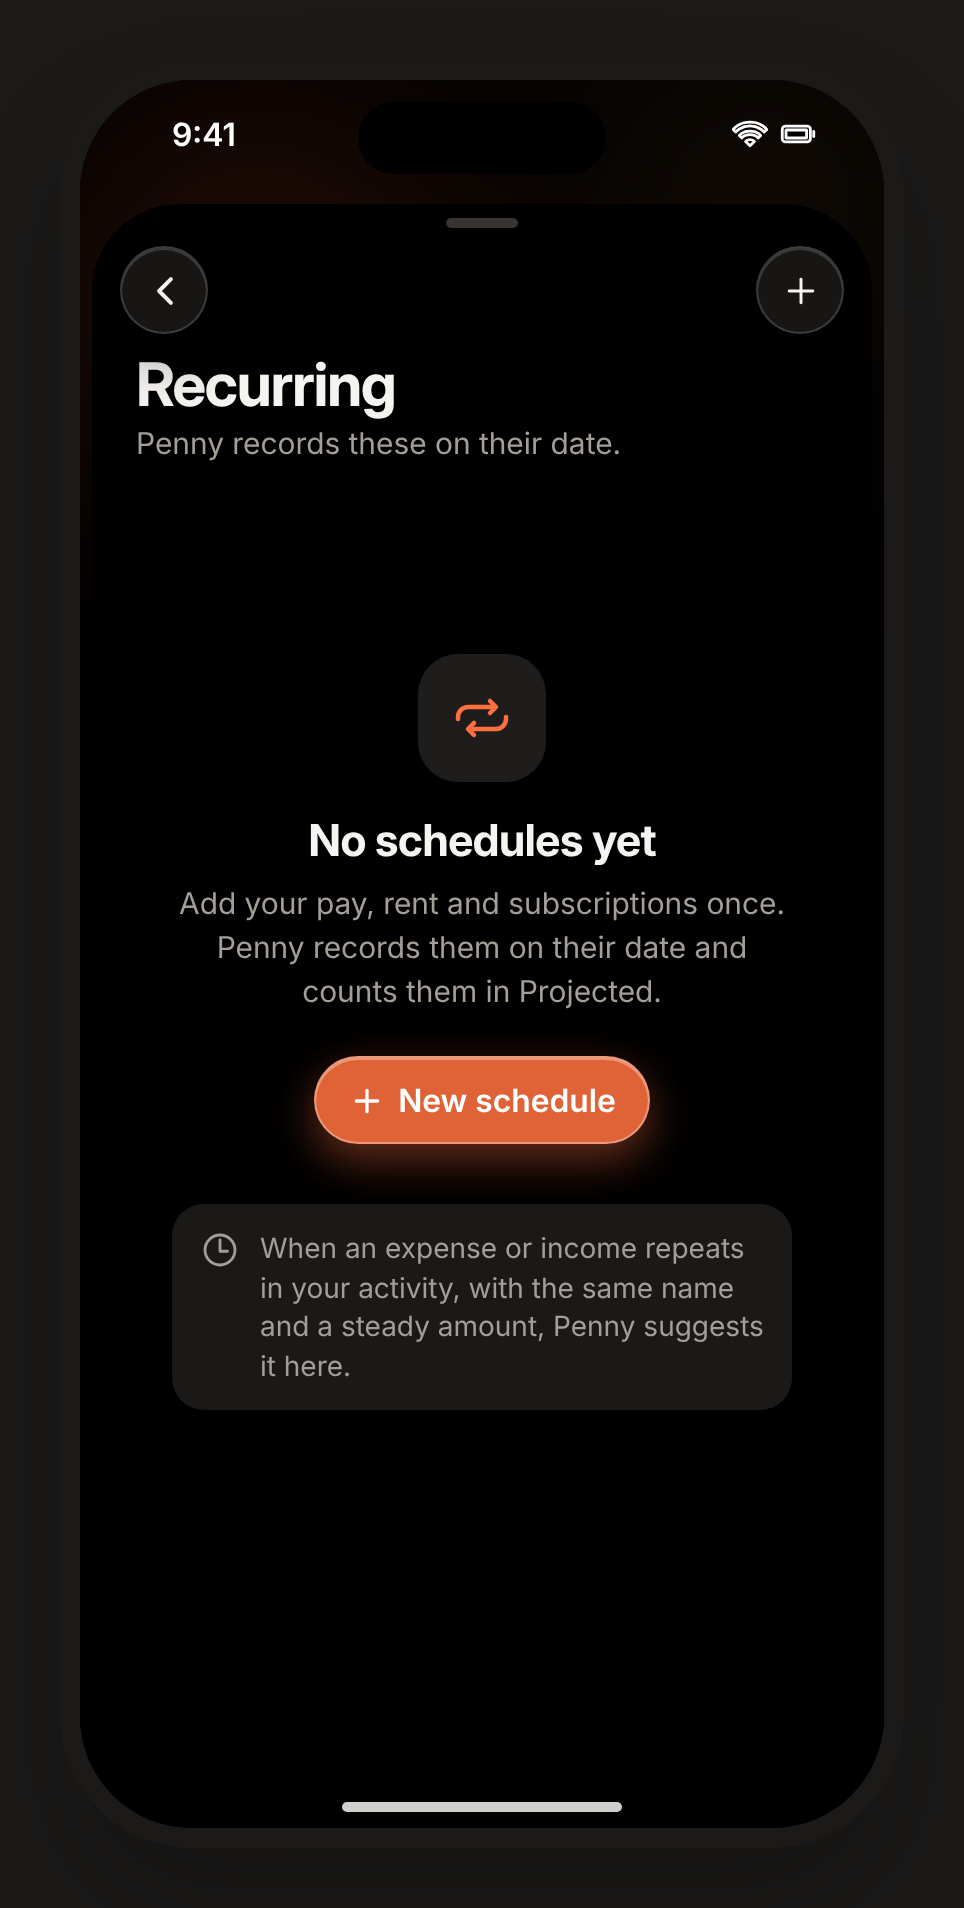 9:41
Recurring
Penny records these on their date.
No schedules yet
Add your pay, rent and subscriptions once.
Penny records them on their date and
counts them in Projected.
New schedule
When an expense or income repeats
in your activity, with the same name
and a steady amount, Penny suggests
it here.